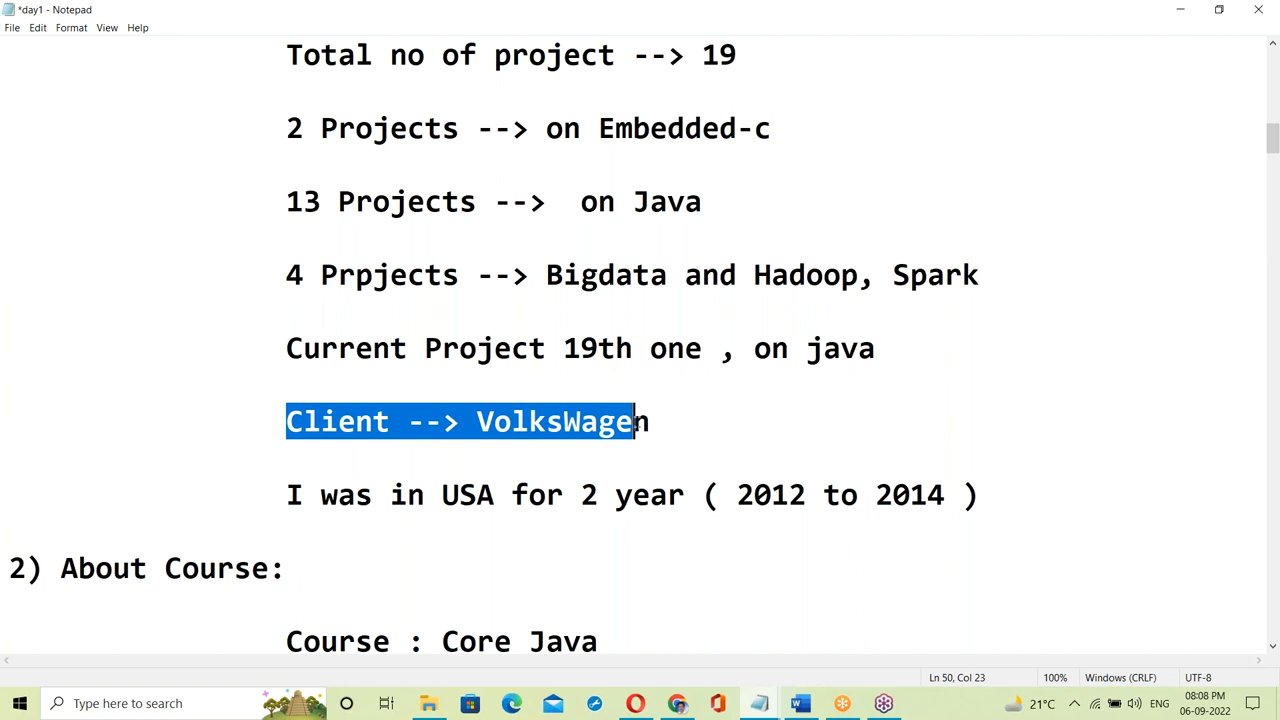 *day1 - Notepad
File Edit Format View Help
Total no of project --> 19
2 Projects --> on Embedded-c
13 Projects -->  on Java
4 Prpjects --> Bigdata and Hadoop, Spark
Current Project 19th one , on java
Client --> VolksWagen
I was in USA for 2 year ( 2012 to 2014 )
2) About Course:
Course : Core Java
Ln 50, Col 23 100% Windows (CRLF) UTF-8
Type here to search 21°C ENG 08:08 PM
06-09-2022